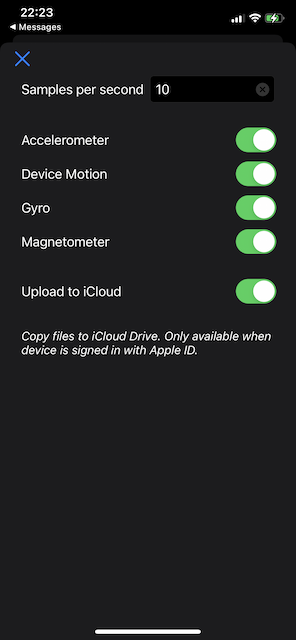 22:23
◀ Messages
Samples per second 10
Accelerometer
Device Motion
Gyro
Magnetometer
Upload to iCloud
Copy files to iCloud Drive. Only available when
device is signed in with Apple ID.